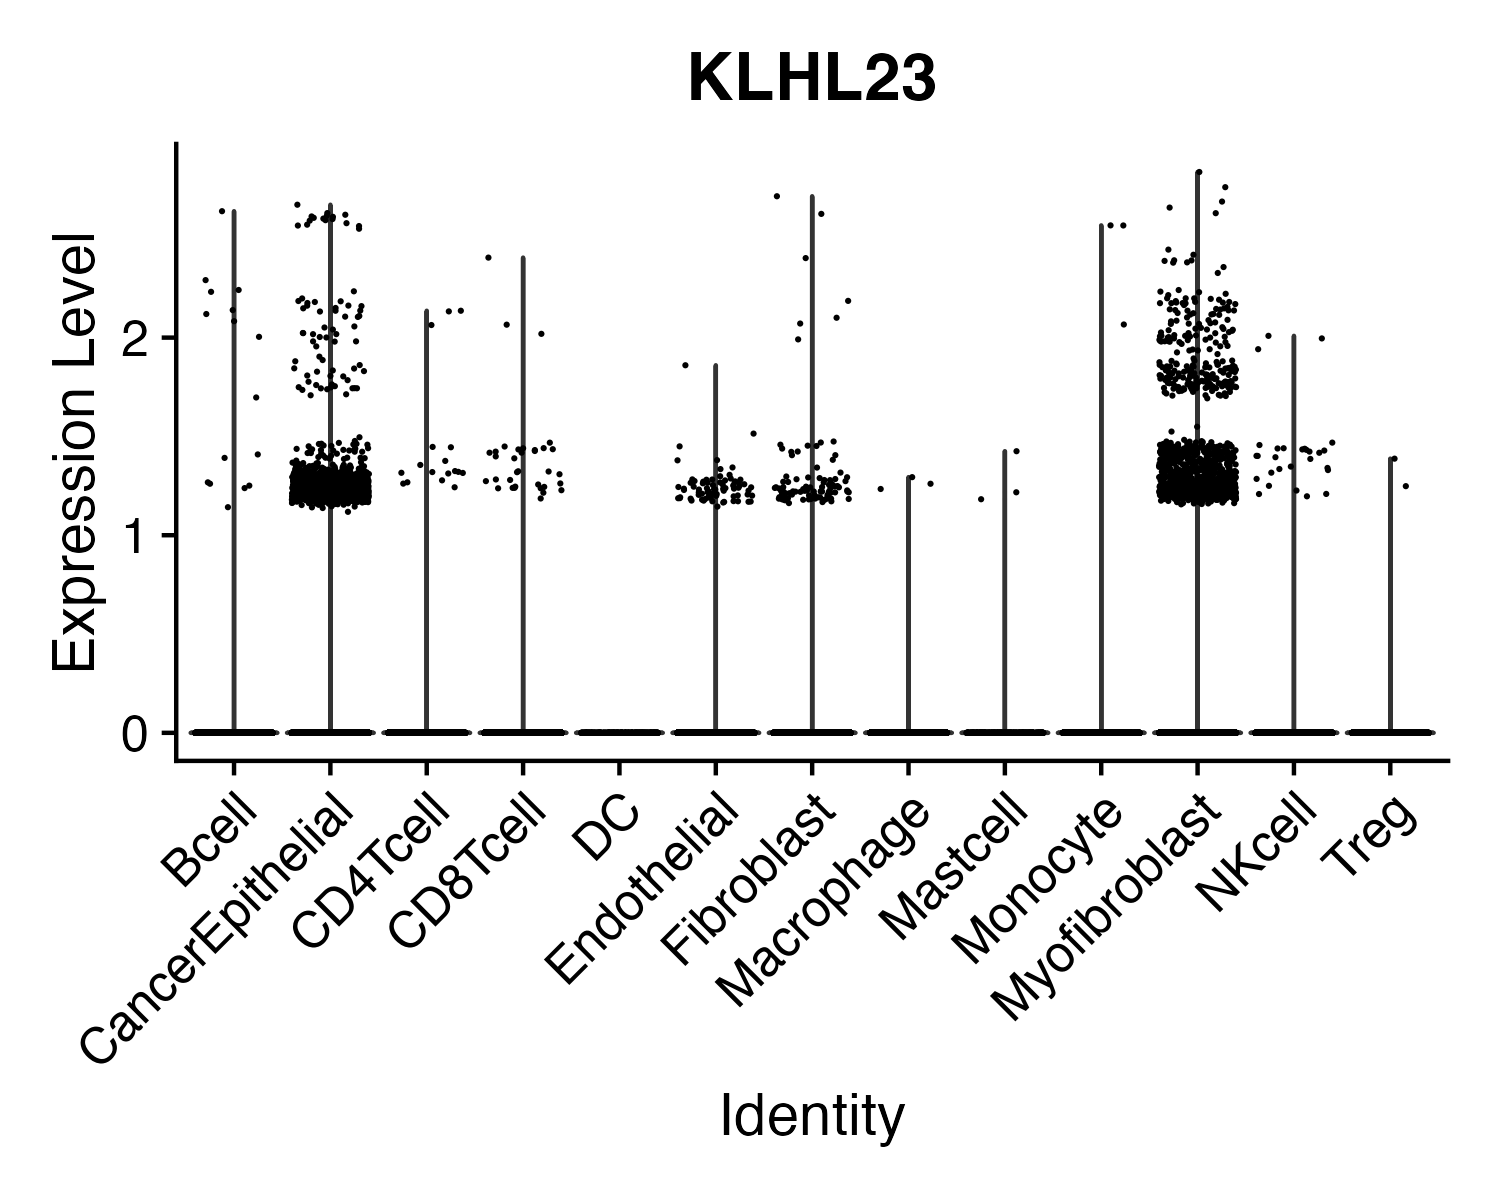 KLHL23
Expression Level
2
1
0
Bcell
CancerEpithelial
CD4Tcell
CD8Tcell
DC
Endothelial
Fibroblast
Macrophage
Mastcell
Monocyte
Myofibroblast
NKcell
Treg
Identity